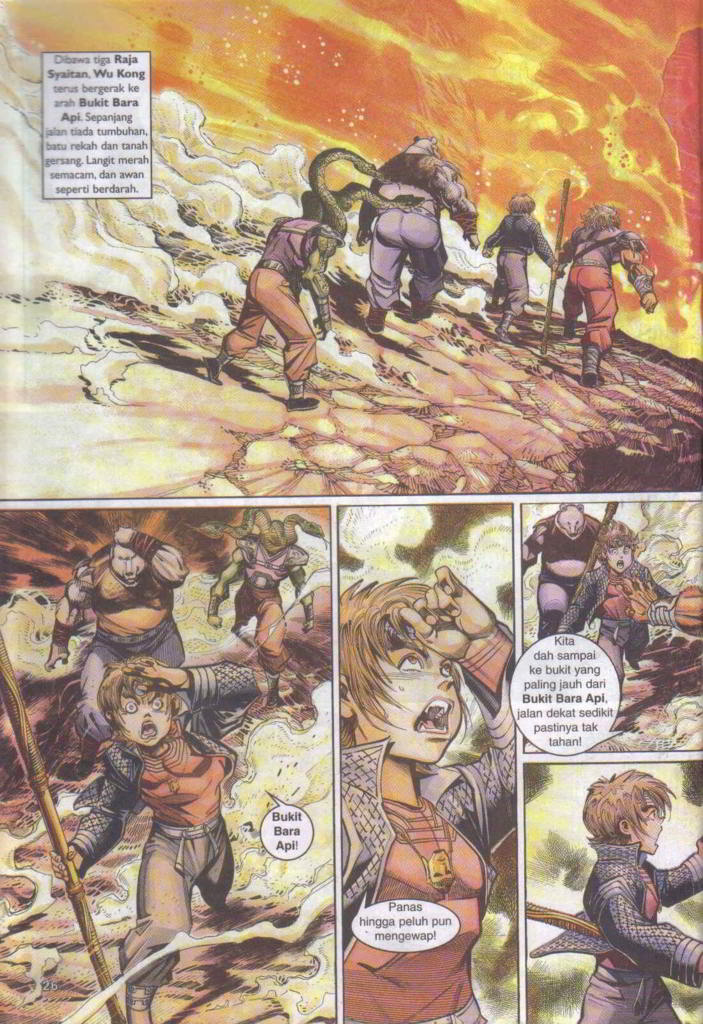 Dibawa tiga Raja
Syaitan, Wu Kong
terus bergerak ke
arah Bukit Bara
Api. Sepanjang
jalan tiada tumbuhan,
batu rekah dan tanah
gersang. Langit merah
semacam, dan awan
seperti berdarah.
Bukit
Bara
Api!
Panas
hingga peluh pun
mengewap!
Kita
dah sampai
ke bukit yang
paling jauh dari
Bukit Bara Api,
jalan dekat sedikit
pastinya tak
tahan!
26